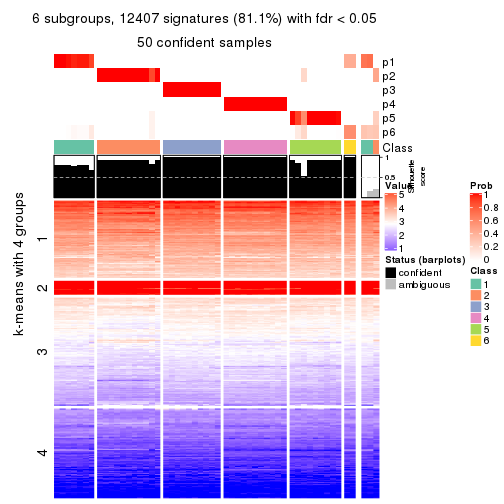 6 subgroups, 12407 signatures (81.1%) with fdr < 0.05
50 confident samples
p1
p2
p3
p4
p5
p6
Class
1
0.5
0
Silhouette
score
k-means with 4 groups
1
2
3
4
Value
5
4
3
2
1
Status (barplots)
confident
ambiguous
Prob
1
0.8
0.6
0.4
0.2
0
Class
1
2
3
4
5
6